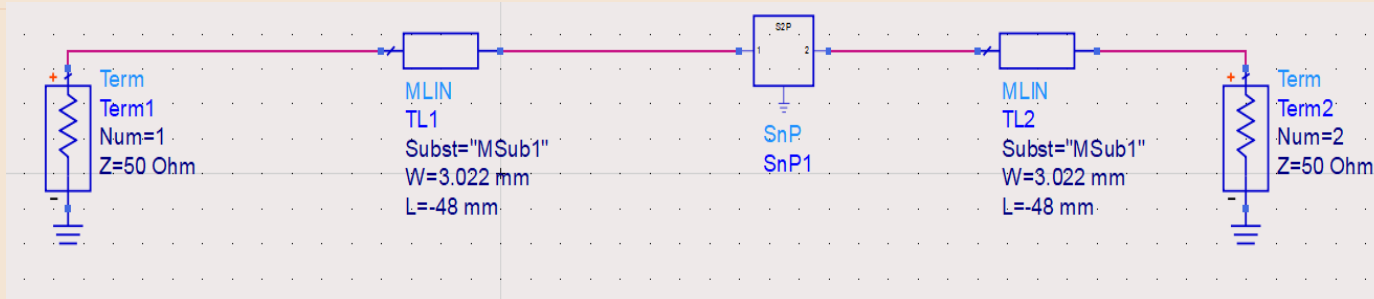 +
Term
Term1
Num=1
Z=50 Ohm
-
MLIN
TL1
Subst="MSub1"
W=3.022 mm
L=-48 mm
S2P
1
2
SnP
SnP1
MLIN
TL2
Subst="MSub1"
W=3.022 mm
L=-48 mm
+
Term
Term2
Num=2
Z=50 Ohm
-